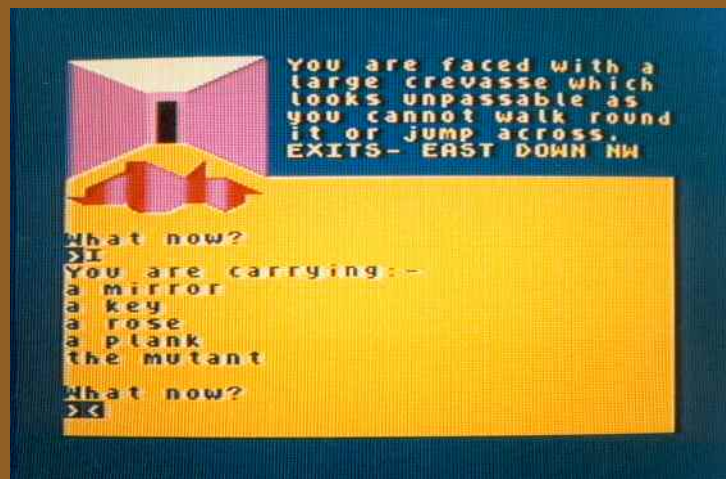 You are faced with a
large crevasse which
looks unpassable as
you cannot walk round
it or jump across.
EXITS- EAST DOWN NW
What now?
>I
You are carrying:-
a mirror
a key
a rose
a plank
the mutant
What now?
><